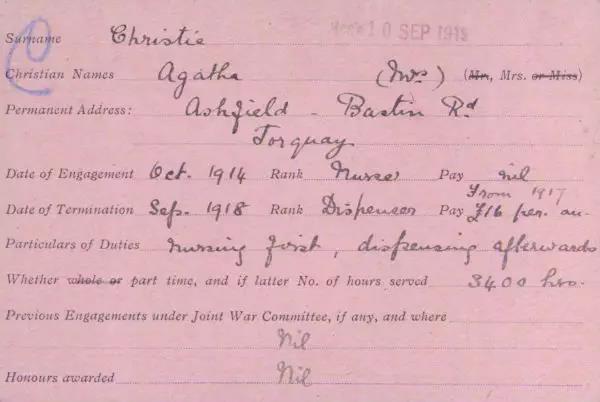 C
10 SEP 1918
Surname Christie
Christian Names Agatha (Mrs) (Mr, Mrs. or Miss)
Permanent Address: Ashfield - Bartin Rd
Torquay
Date of Engagement Oct. 1914 Rank Nurse Pay nil
From 1917
Date of Termination Sep. 1918 Rank Dispenser Pay £16 per. an.
Particulars of Duties nursing first, dispensing afterwards
Whether whole or part time, and if latter No. of hours served 3400 hrs.
Previous Engagements under Joint War Committee, if any, and where
Nil
Honours awarded Nil